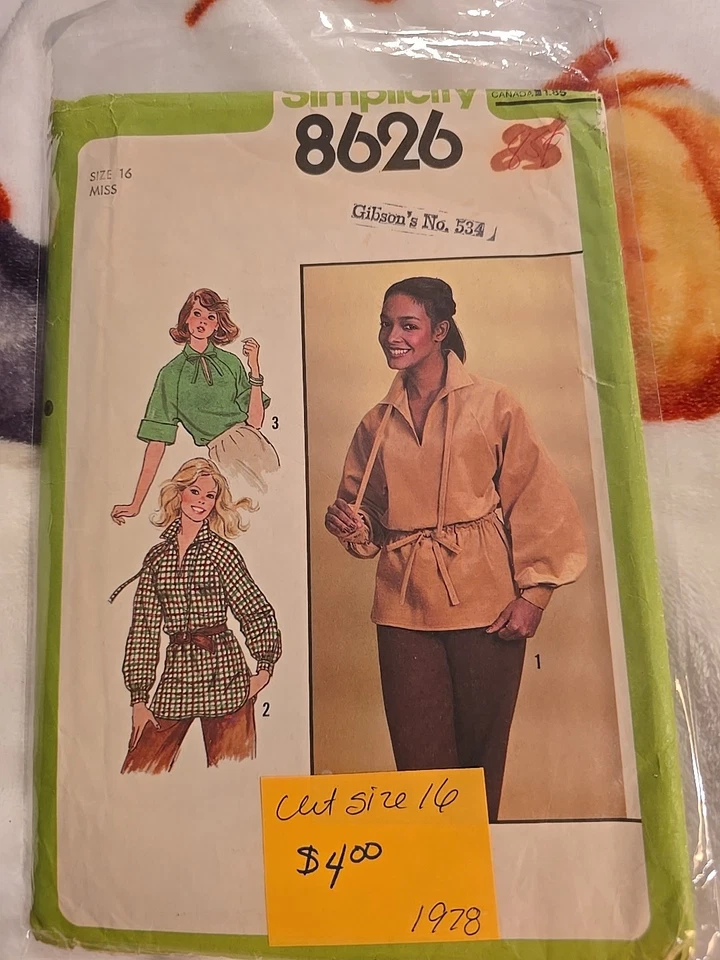 Simplicity
CANADA 1.65
8626
SIZE 16
MISS
Gibson's No. 534
3
2
1
cut size 16
$4.00
1978